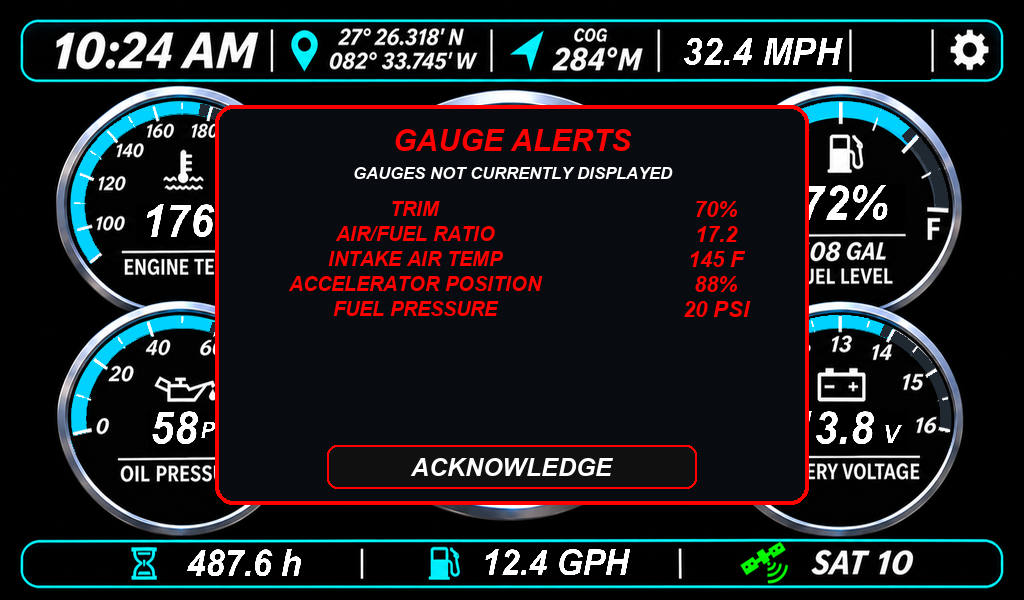 10:24 AM
27° 26.318' N
082° 33.745' W
COG
284°M
32.4 MPH
GAUGE ALERTS
GAUGES NOT CURRENTLY DISPLAYED
TRIM 70%
AIR/FUEL RATIO 17.2
INTAKE AIR TEMP 145 F
ACCELERATOR POSITION 88%
FUEL PRESSURE 20 PSI
ACKNOWLEDGE
160 180
140
120
100
176
ENGINE TE
72%
F
08 GAL
UEL LEVEL
40 60
20
0
58 P
OIL PRESSU
13 14
15
16
13.8 V
ERY VOLTAGE
487.6 h
12.4 GPH
SAT 10